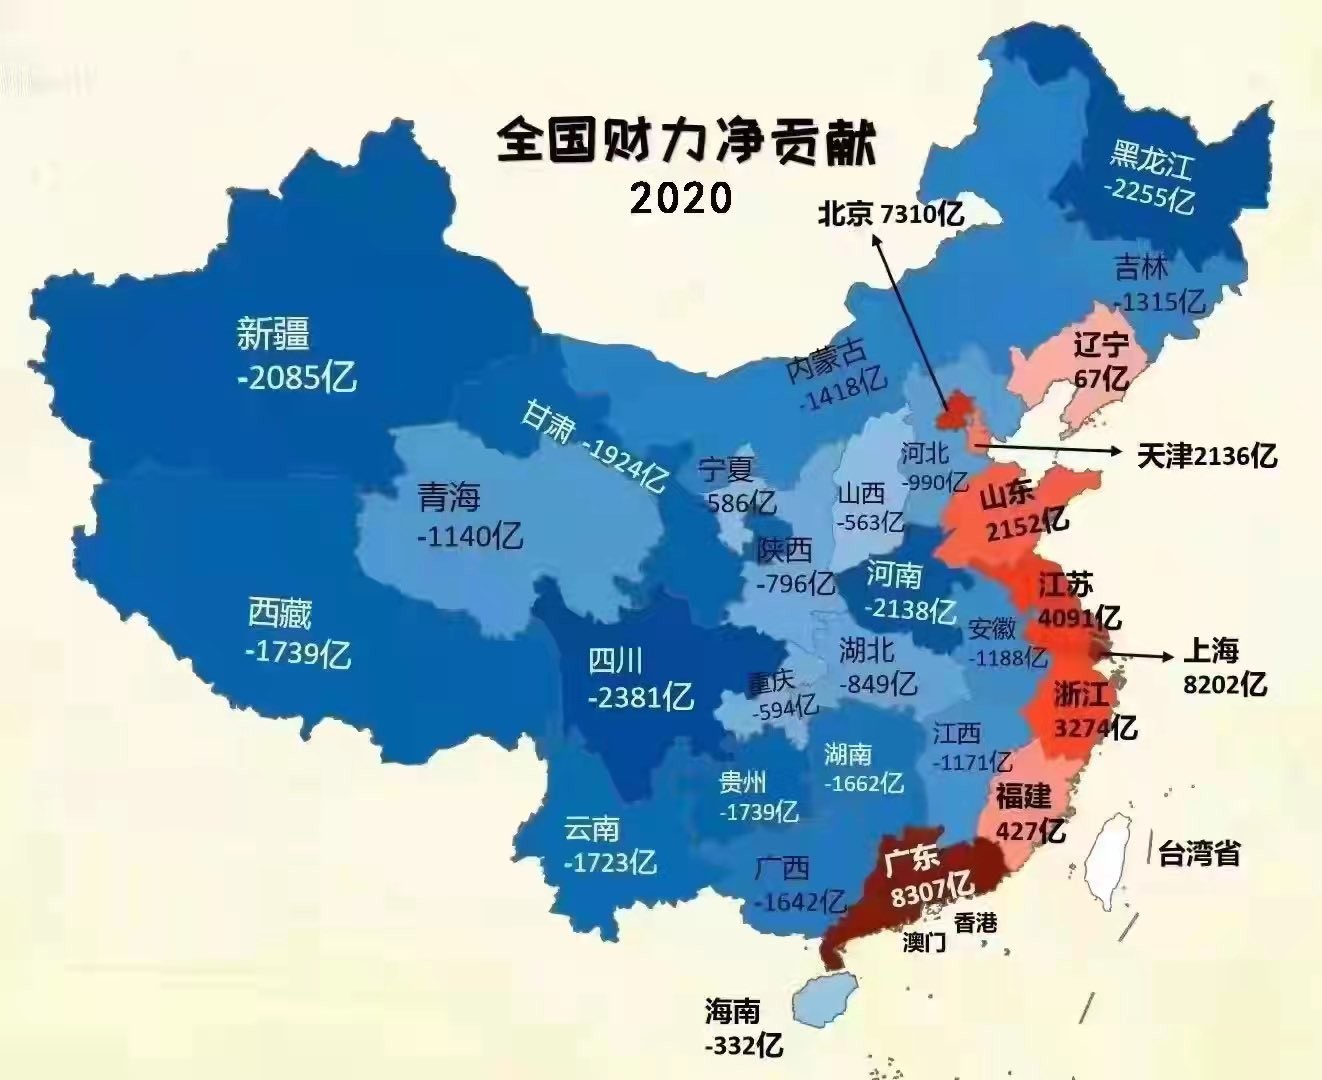 全国财力净贡献
2020
黑龙江
-2255亿
北京 7310亿
吉林
-1315亿
辽宁
67亿
新疆
-2085亿
内蒙古
-1418亿
甘肃 -1924亿
天津2136亿
宁夏
-586亿
河北
-990亿
山西
-563亿
山东
2152亿
青海
-1140亿
陕西
-796亿
河南
-2138亿
江苏
4091亿
西藏
-1739亿
安徽
-1188亿
上海
8202亿
四川
-2381亿
湖北
-849亿
重庆
-594亿
浙江
3274亿
江西
-1171亿
湖南
-1662亿
贵州
-1739亿
福建
427亿
云南
-1723亿
广西
-1642亿
广东
8307亿
台湾省
香港
澳门
海南
-332亿